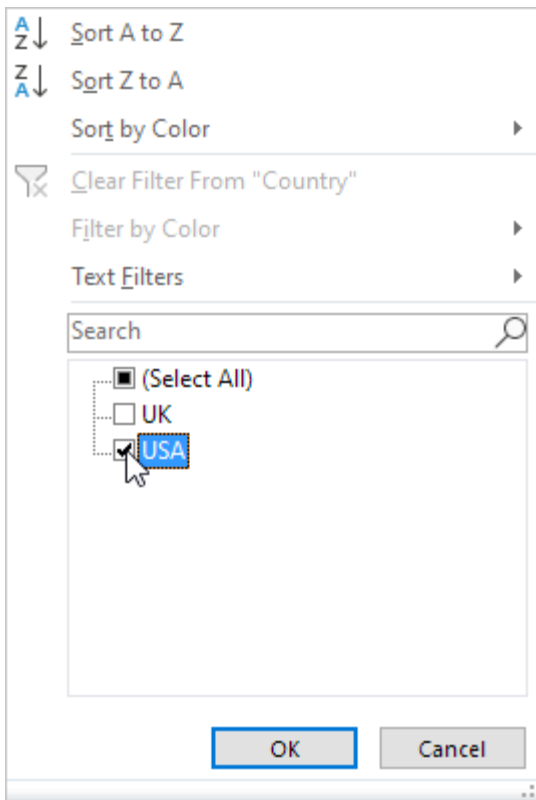 Sort A to Z
Sort Z to A
Sort by Color
Clear Filter From "Country"
Filter by Color
Text Filters
Search
(Select All)
UK
USA
OK Cancel